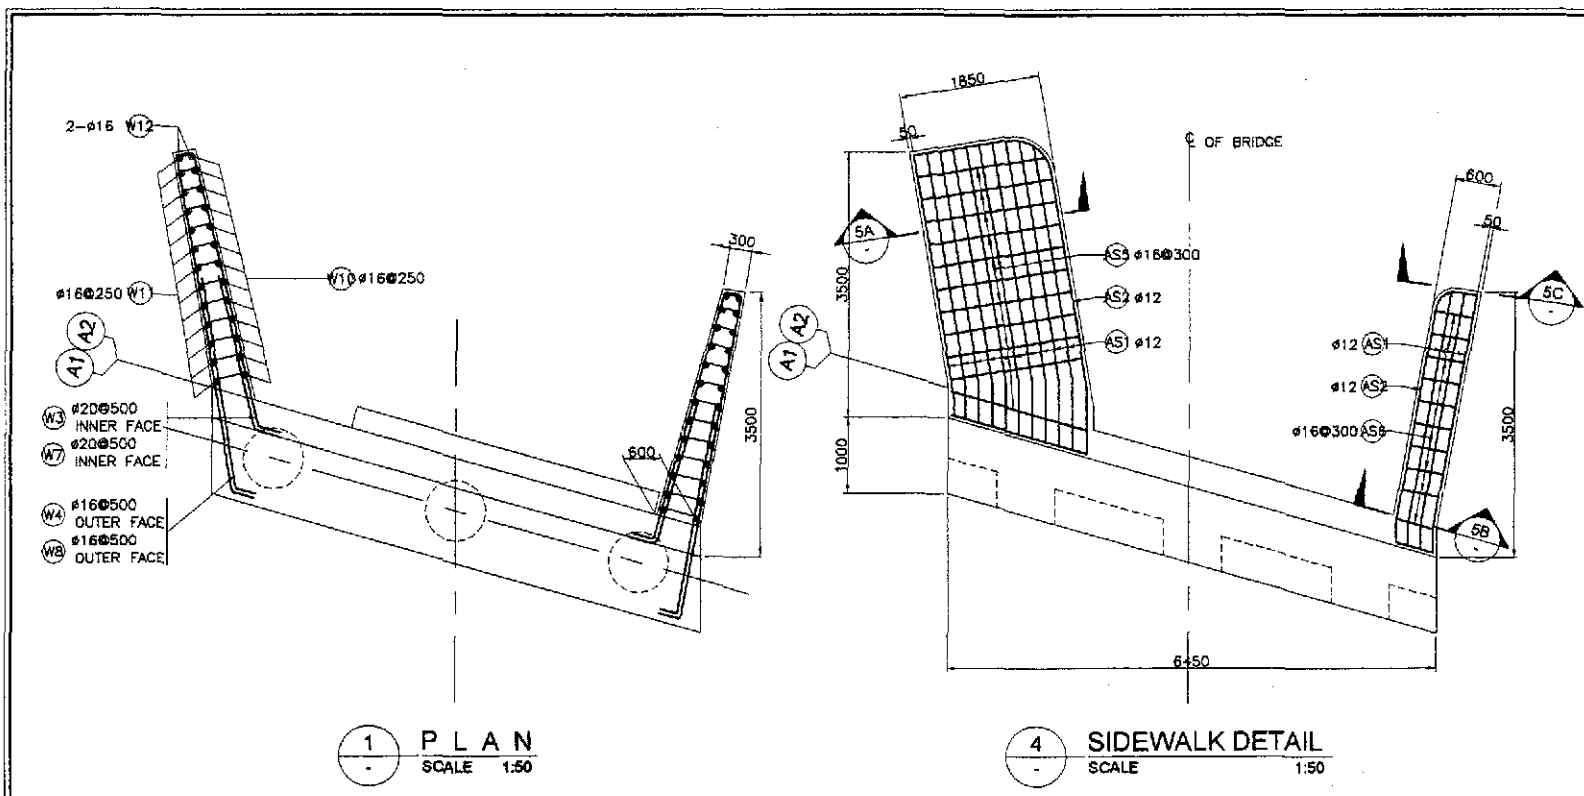 2-ø16 W12
W10 ø16@250
ø16@250 W11
A2
A1
W3 ø20@500
INNER FACE
W7 ø20@500
INNER FACE
W4 ø16@500
OUTER FACE
W8 ø16@500
OUTER FACE
300
600
3500
1
-
PLAN
SCALE 1:50
1850
50
℄ OF BRIDGE
600
50
5A
-
3500
AS5 ø16@300
AS2 ø12
AS1 ø12
A2
A1
1000
5C
-
ø12 AS1
ø12 AS2
ø16@300 AS6
3500
5B
-
6450
4
-
SIDEWALK DETAIL
SCALE 1:50